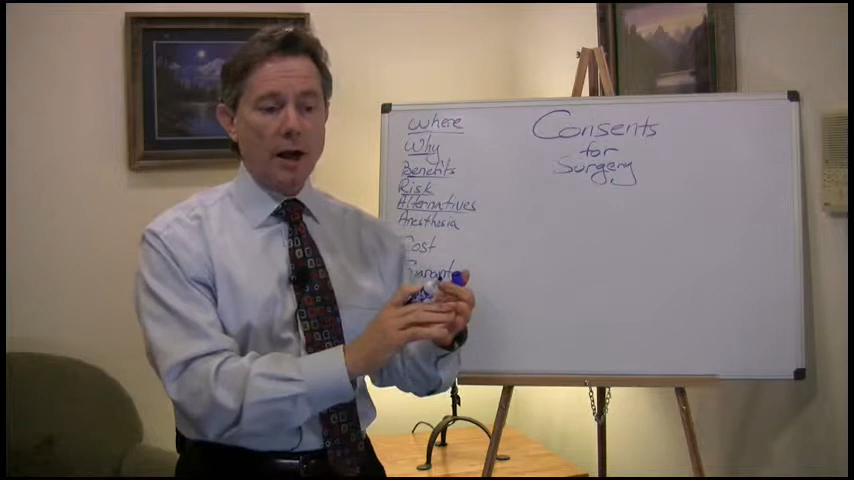 Where
Why
Benefits
Risk
Alternatives
Anesthesia
Cost
Consents
for
Surgery